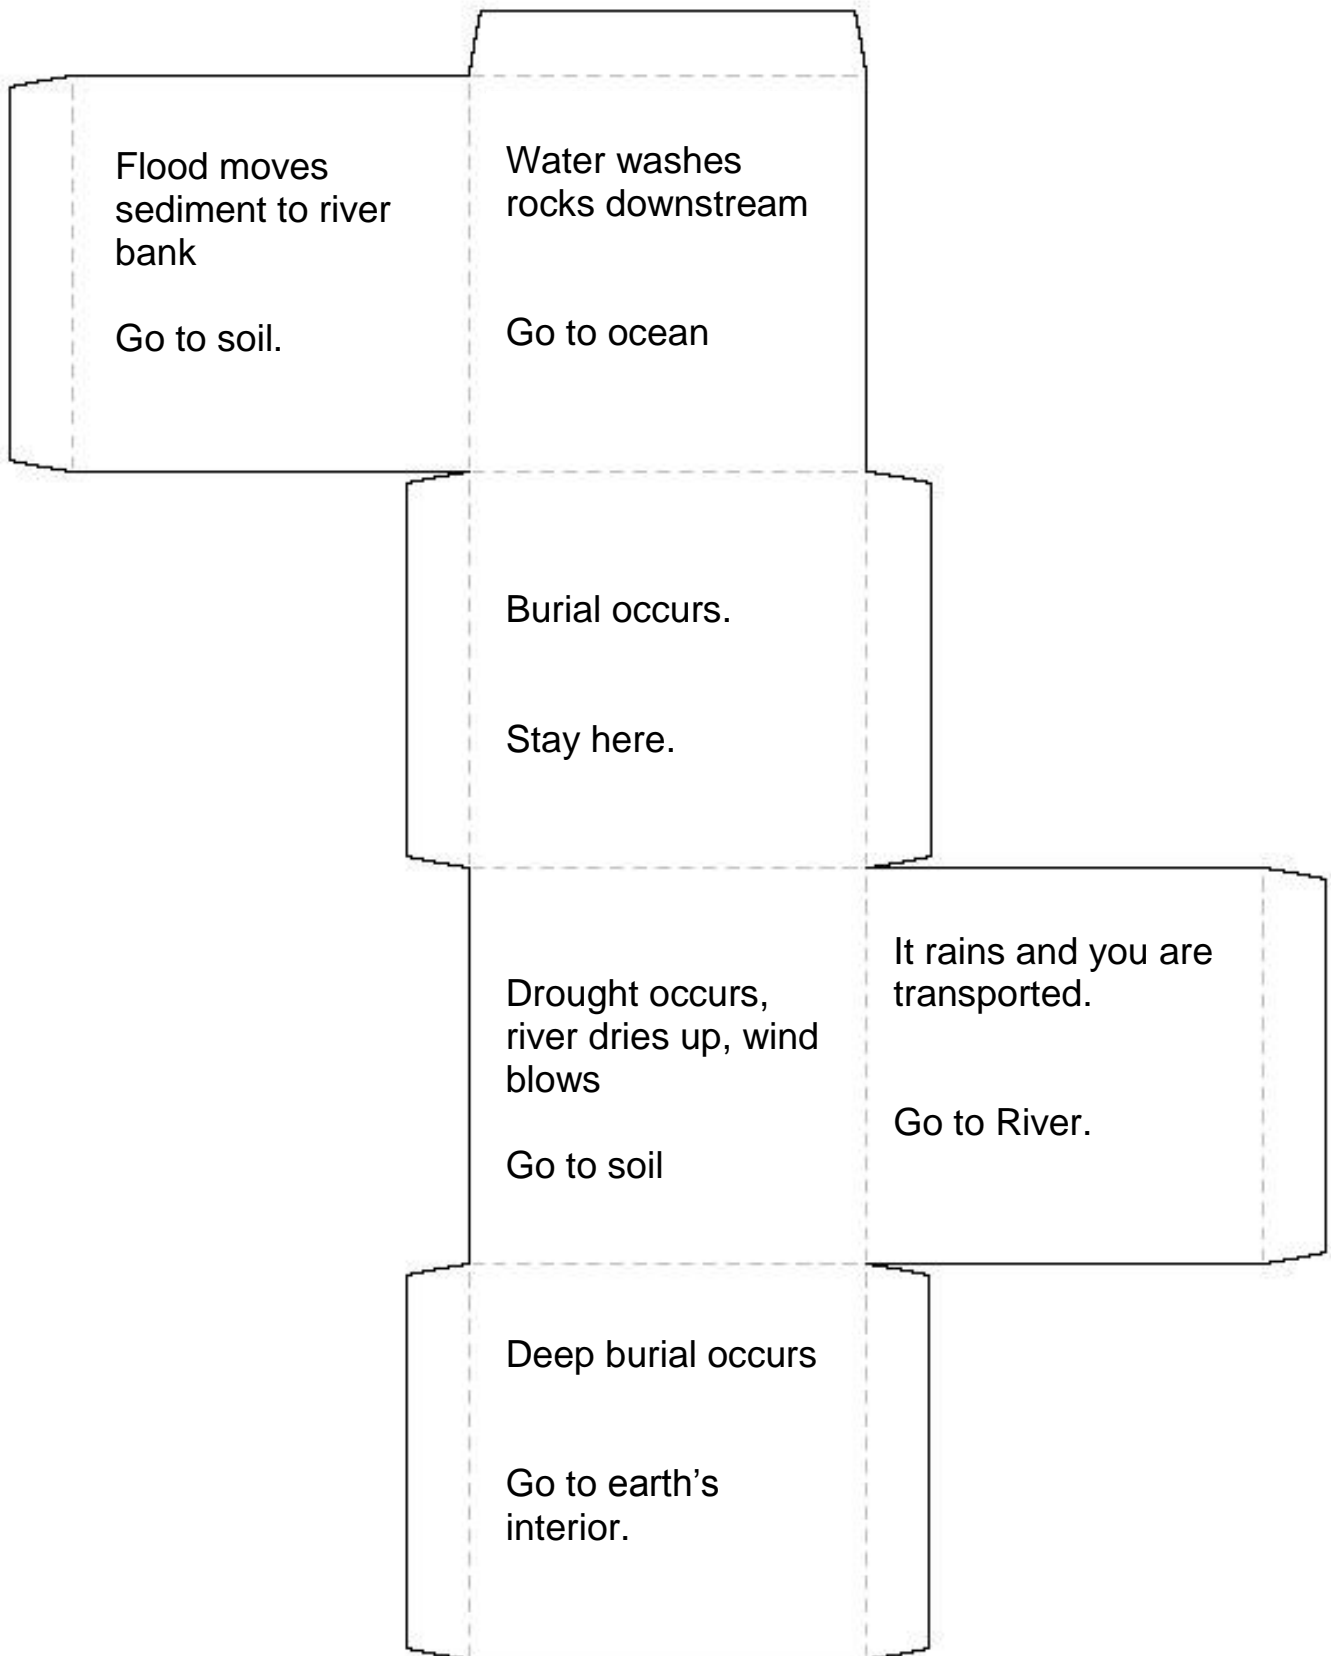 Flood moves
sediment to river
bank
Go to soil.
Water washes
rocks downstream
Go to ocean
Burial occurs.
Stay here.
Drought occurs,
river dries up, wind
blows
Go to soil
It rains and you are
transported.
Go to River.
Deep burial occurs
Go to earth’s
interior.